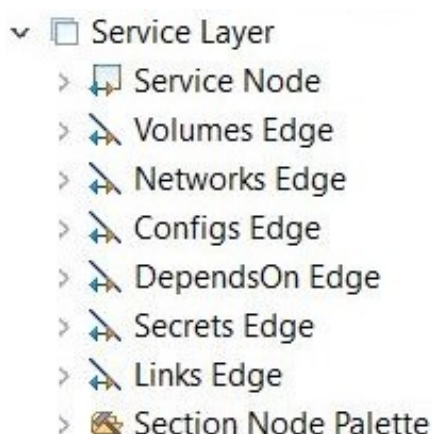 Service Layer
Service Node
Volumes Edge
Networks Edge
Configs Edge
DependsOn Edge
Secrets Edge
Links Edge
Section Node Palette